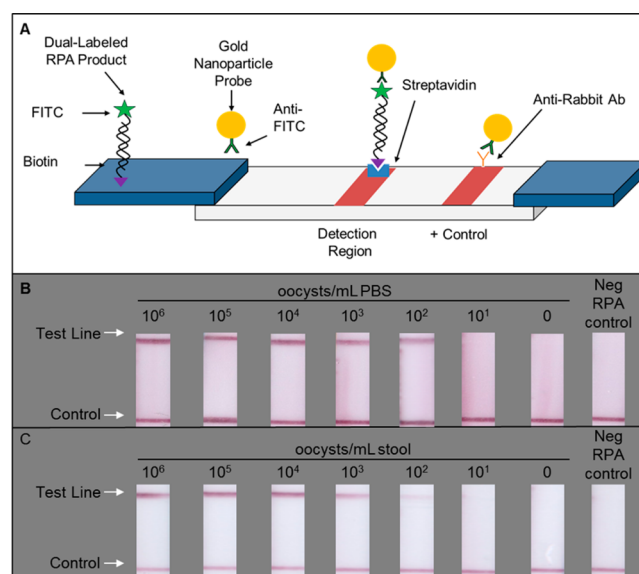 A
Dual-Labeled
RPA Product
Gold
Nanoparticle
Probe
Streptavidin
FITC
Anti-
FITC
Anti-Rabbit Ab
Biotin
Detection
Region
+ Control
B
oocysts/mL PBS
Neg
RPA
control
10⁶ 10⁵ 10⁴ 10³ 10² 10¹ 0
Test Line
Control
C
oocysts/mL stool
Neg
RPA
control
10⁶ 10⁵ 10⁴ 10³ 10² 10¹ 0
Test Line
Control